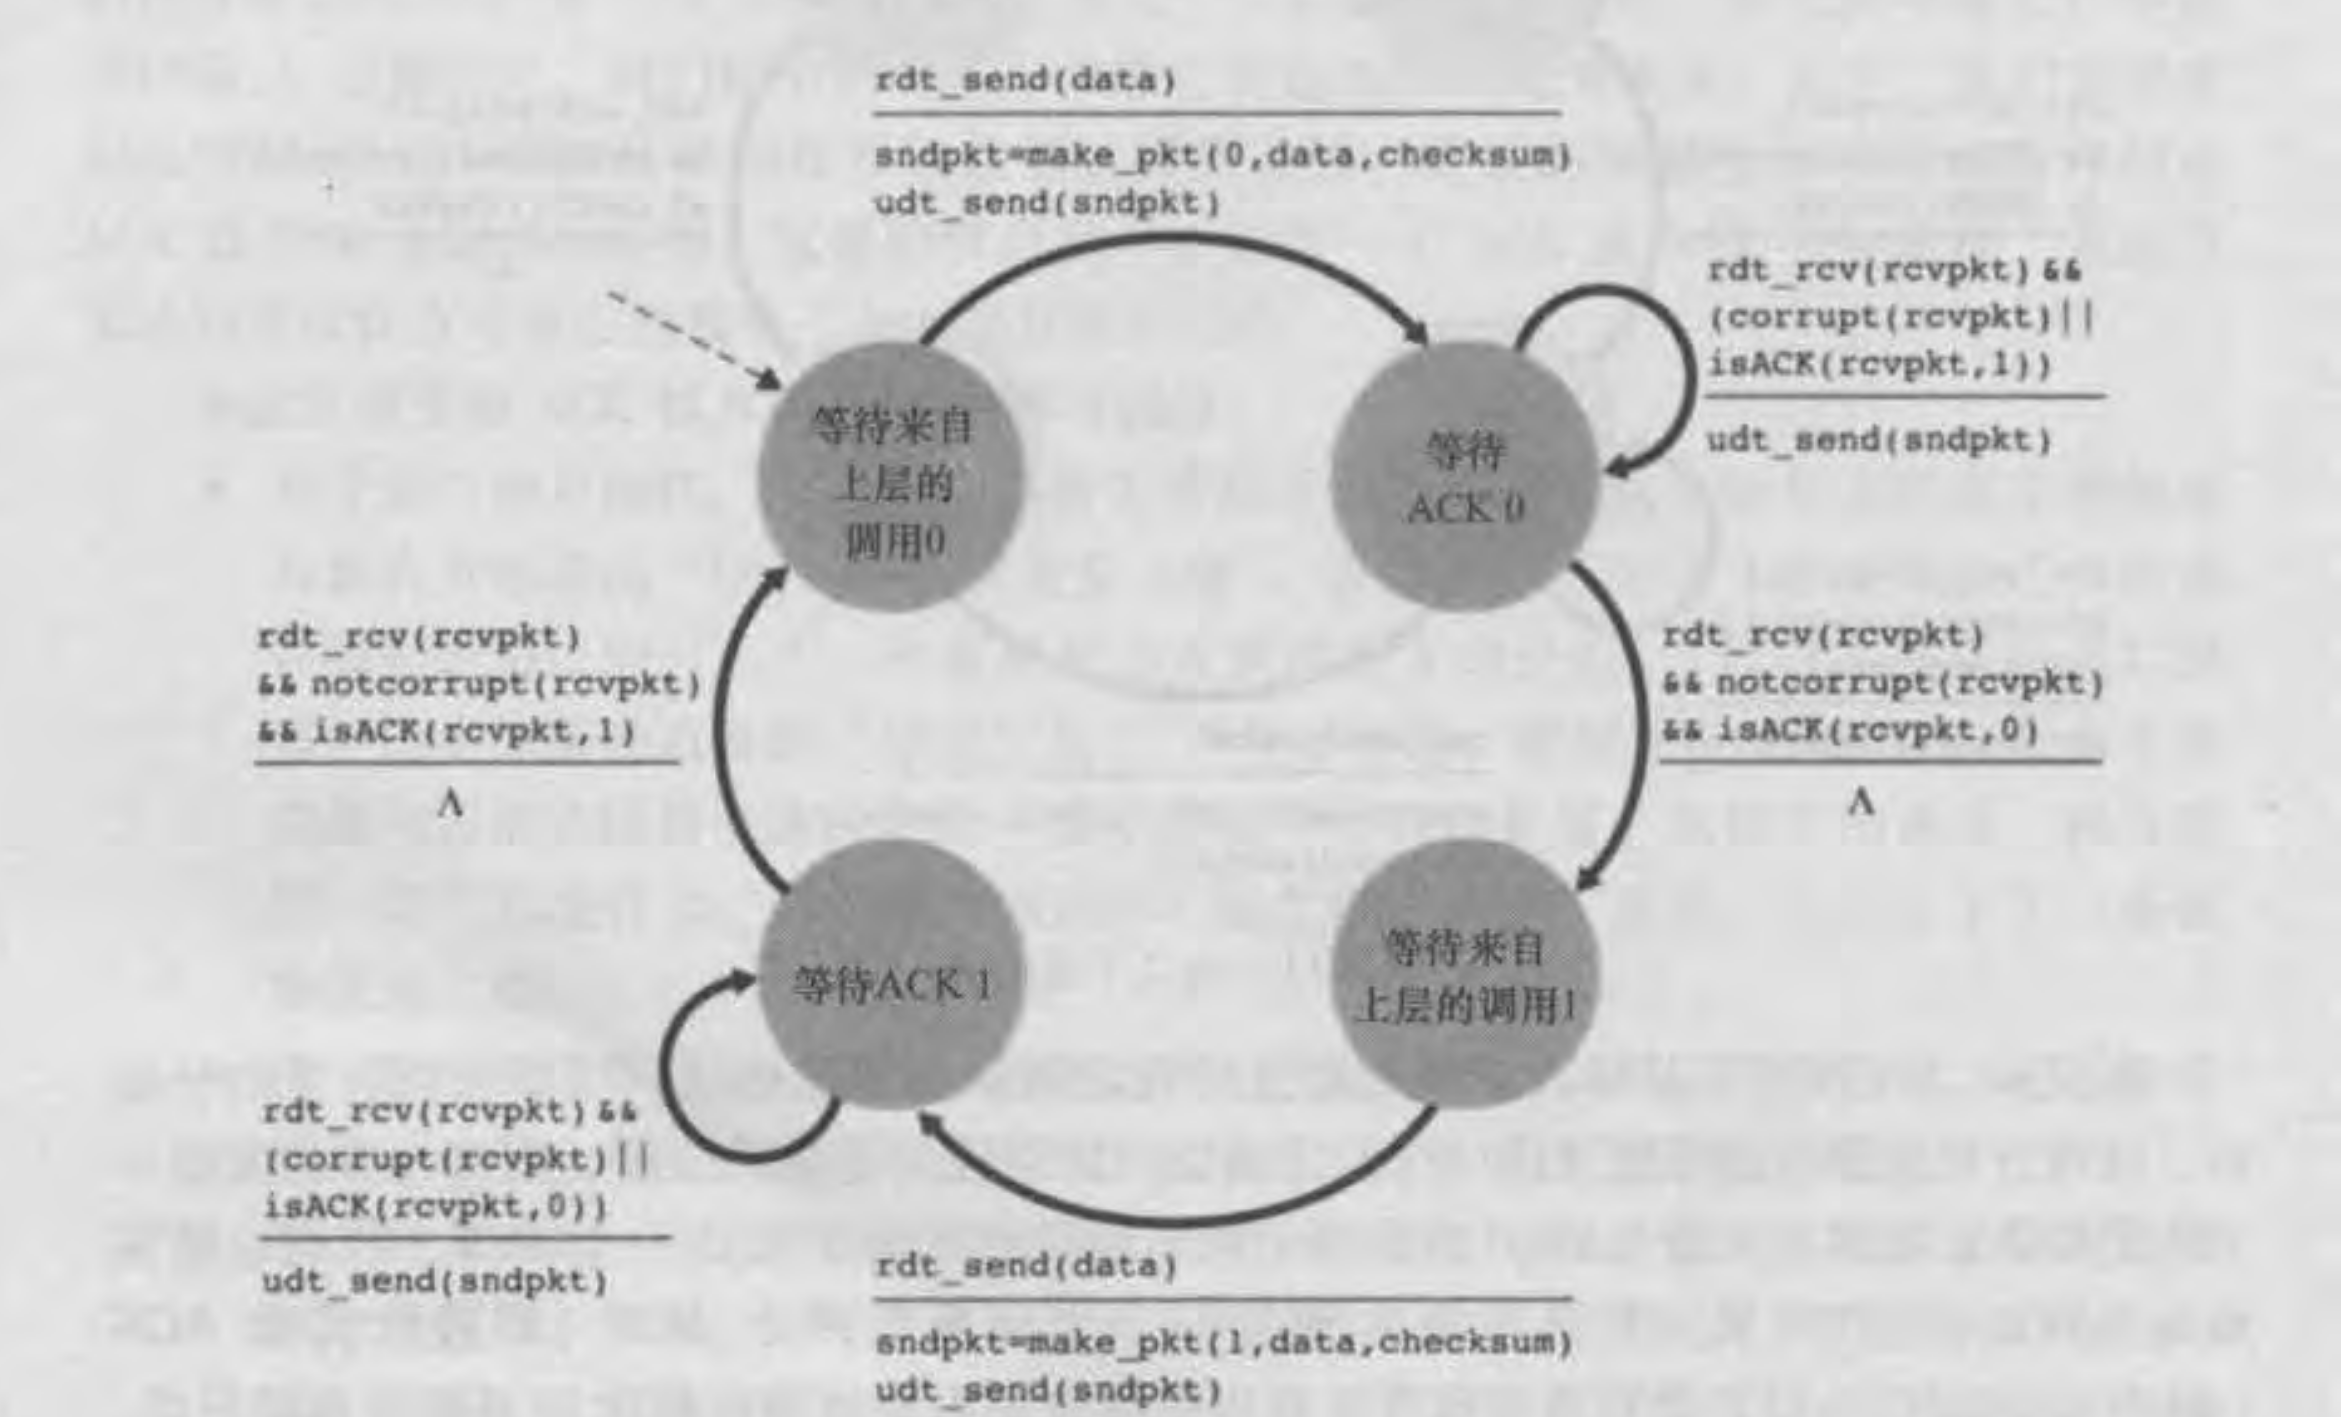 rdt_send(data)
sndpkt=make_pkt(0,data,checksum)
udt_send(sndpkt)
rdt_rcv(rcvpkt) &&
(corrupt(rcvpkt)||
isACK(rcvpkt,1))
udt_send(sndpkt)
等待来自
上层的
调用0
等待
ACK 0
rdt_rcv(rcvpkt)
&& notcorrupt(rcvpkt)
&& isACK(rcvpkt,1)
Λ
rdt_rcv(rcvpkt)
&& notcorrupt(rcvpkt)
&& isACK(rcvpkt,0)
Λ
等待ACK 1
等待来自
上层的调用1
rdt_rcv(rcvpkt) &&
(corrupt(rcvpkt)||
isACK(rcvpkt,0))
udt_send(sndpkt)
rdt_send(data)
sndpkt=make_pkt(1,data,checksum)
udt_send(sndpkt)